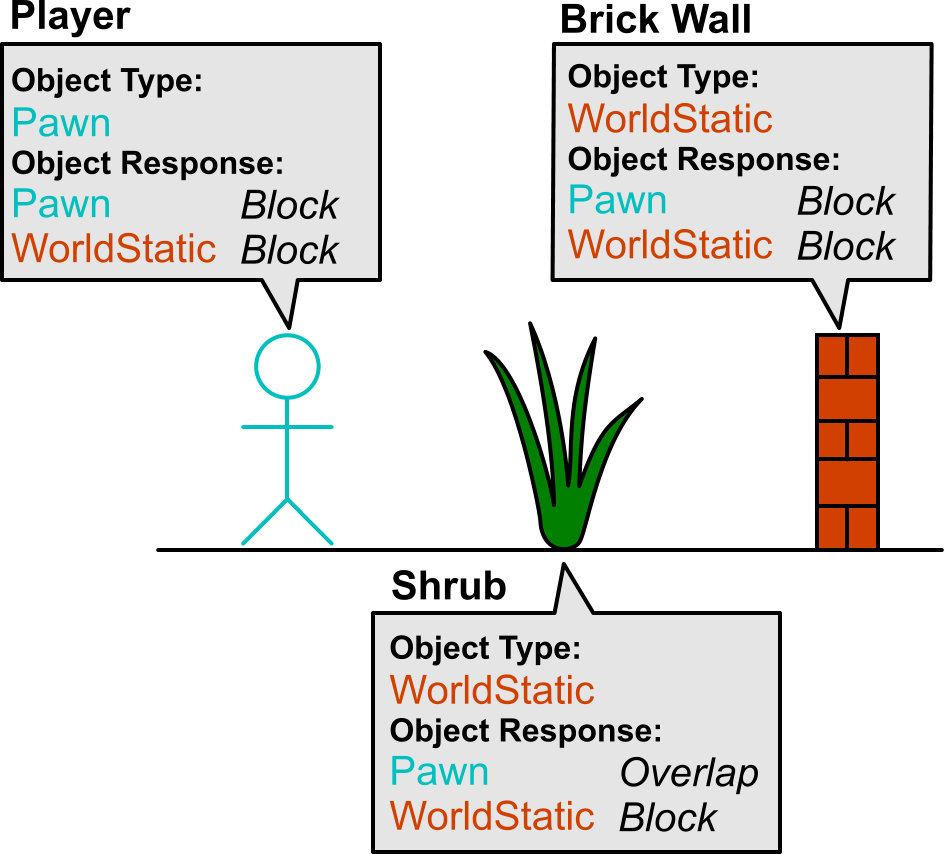 Player
Object Type:
Pawn
Object Response:
Pawn Block
WorldStatic Block
Brick Wall
Object Type:
WorldStatic
Object Response:
Pawn Block
WorldStatic Block
Shrub
Object Type:
WorldStatic
Object Response:
Pawn Overlap
WorldStatic Block